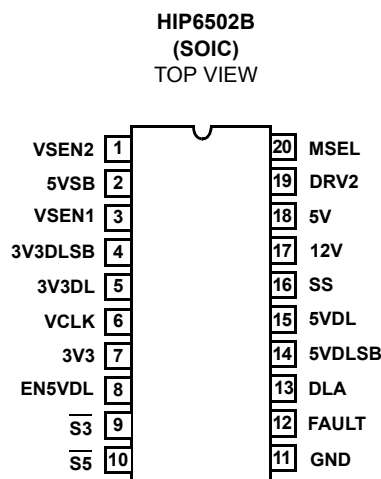 HIP6502B
(SOIC)
TOP VIEW
VSEN2 1 20 MSEL
5VSB 2 19 DRV2
VSEN1 3 18 5V
3V3DLSB 4 17 12V
3V3DL 5 16 SS
VCLK 6 15 5VDL
3V3 7 14 5VDLSB
EN5VDL 8 13 DLA
S3 9 12 FAULT
S5 10 11 GND